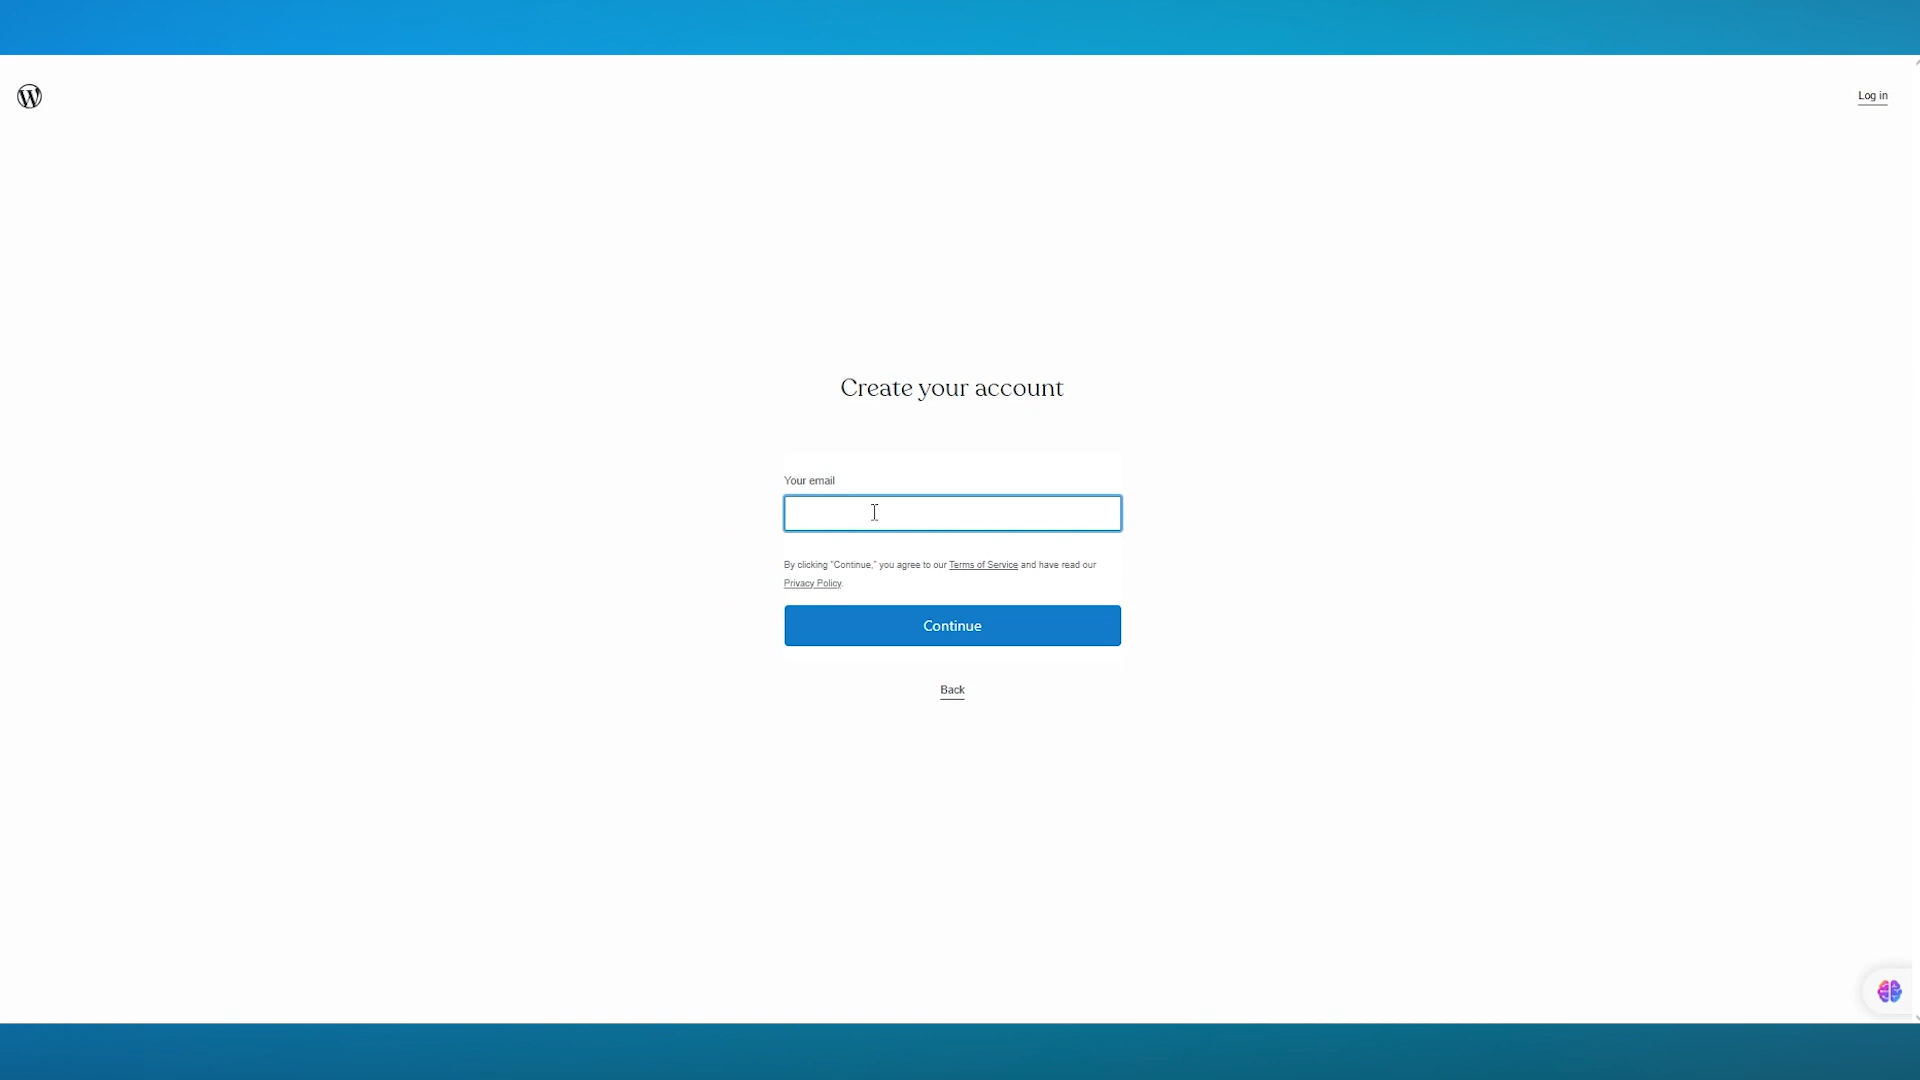 Log in
Create your account
Your email
By clicking "Continue," you agree to our Terms of Service and have read our
Privacy Policy.
Continue
Back